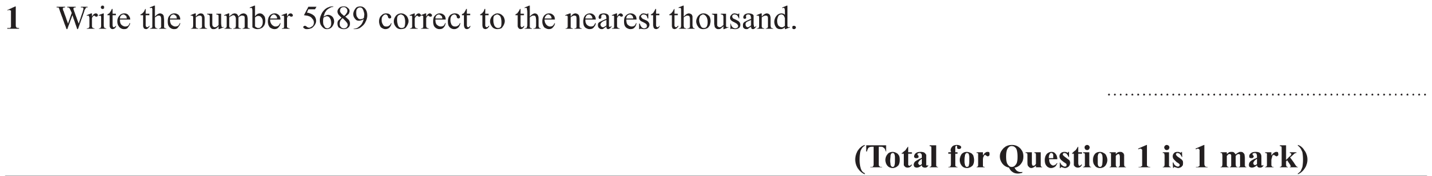 1 Write the number 5689 correct to the nearest thousand.
(Total for Question 1 is 1 mark)